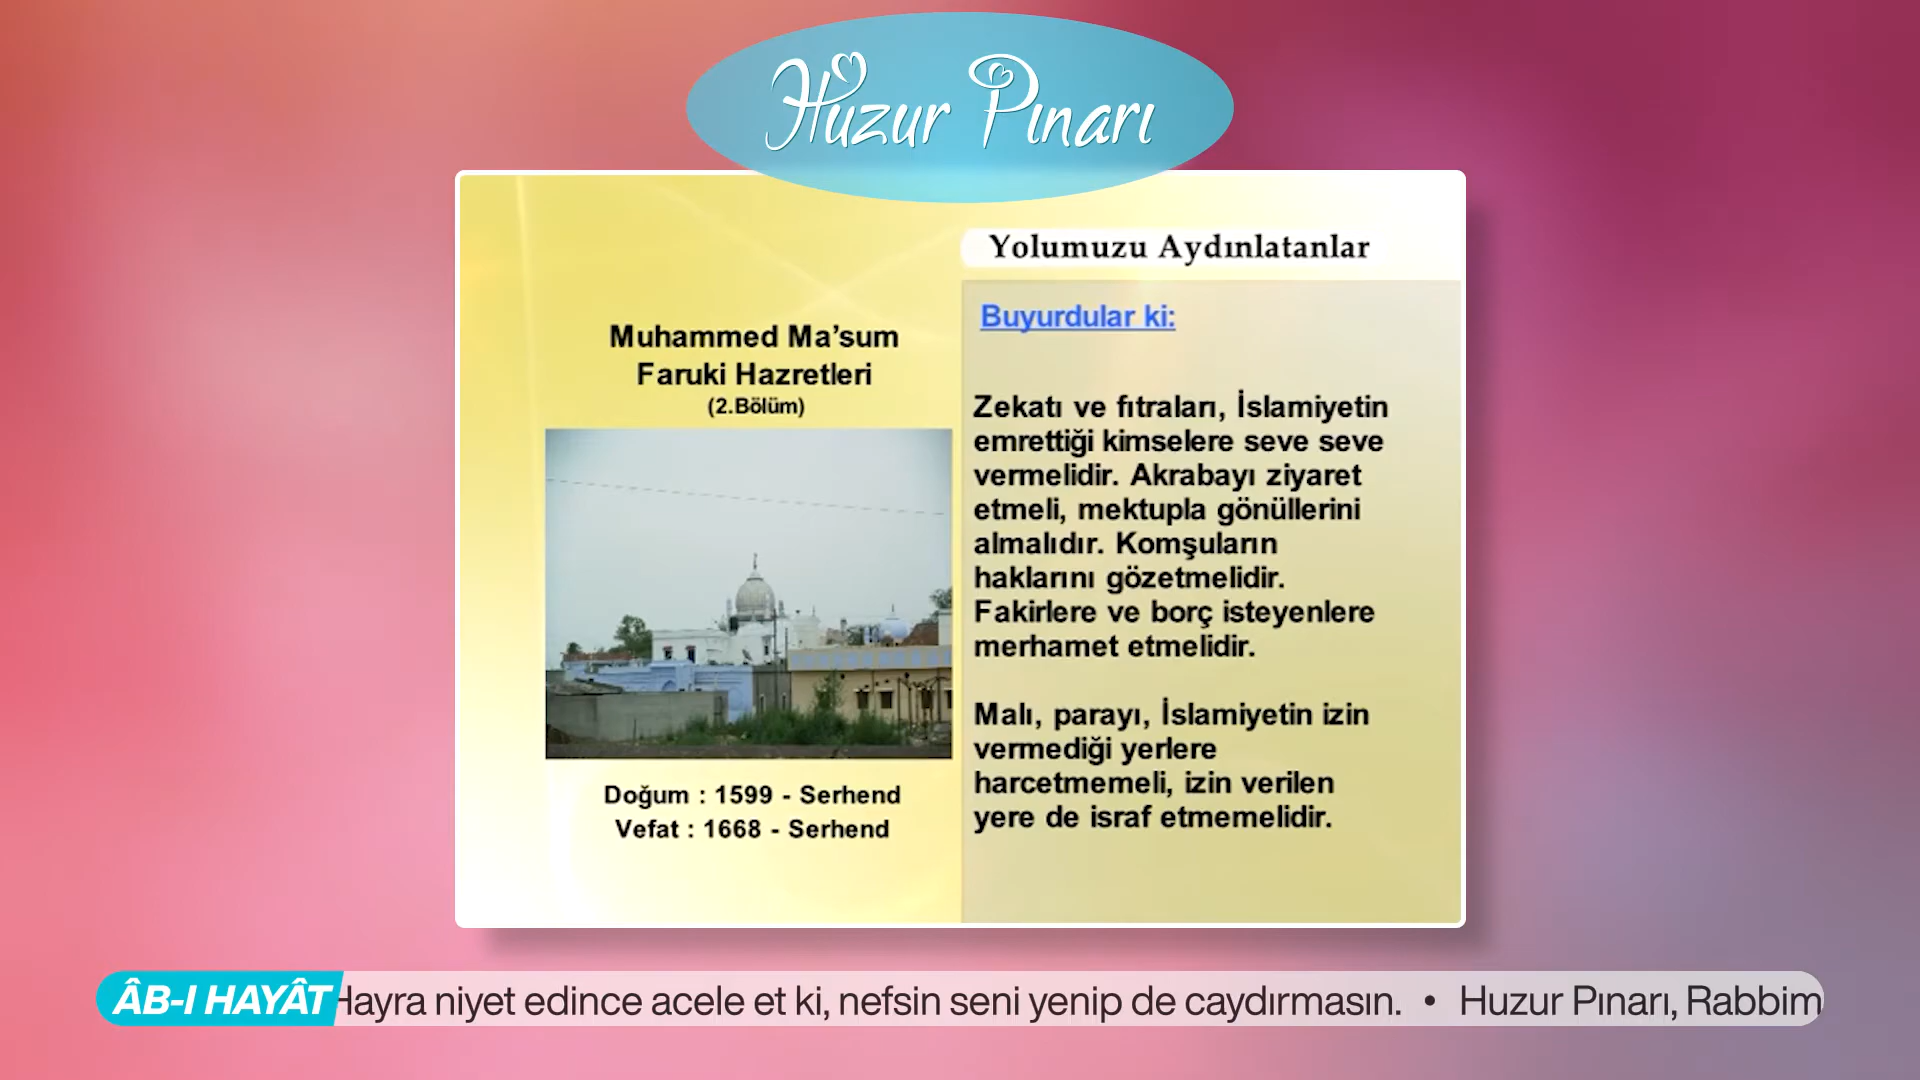 Huzur Pınarı
Yolumuzu Aydınlatanlar
Muhammed Ma'sum
Faruki Hazretleri
(2.Bölüm)
Doğum : 1599 - Serhend
Vefat : 1668 - Serhend
Buyurdular ki:
Zekatı ve fıtraları, İslamiyetin
emrettiği kimselere seve seve
vermelidir. Akrabayı ziyaret
etmeli, mektupla gönüllerini
almalıdır. Komşuların
haklarını gözetmelidir.
Fakirlere ve borç isteyenlere
merhamet etmelidir.
Malı, parayı, İslamiyetin izin
vermediği yerlere
harcetmemeli, izin verilen
yere de israf etmemelidir.
ÂB-I HAYÂT Hayra niyet edince acele et ki, nefsin seni yenip de caydırmasın. • Huzur Pınarı, Rabbim